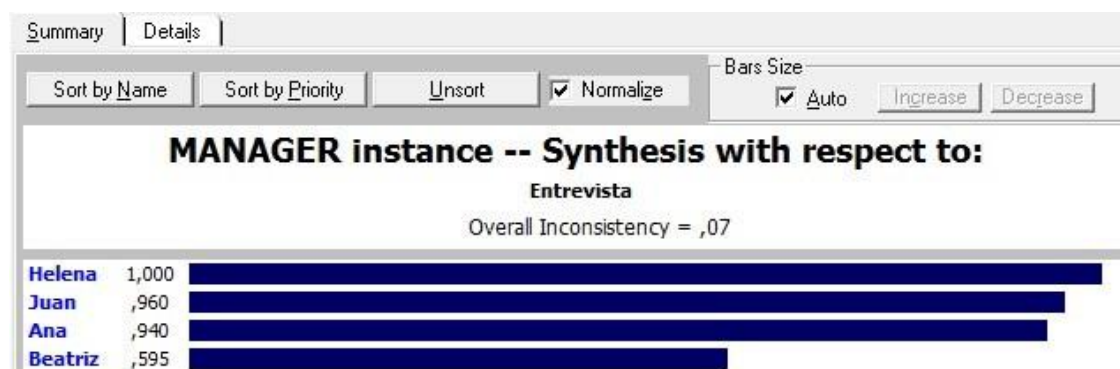 Summary Details
Bars Size
Sort by Name Sort by Priority Unsort Normalize Auto Increase Decrease
MANAGER instance -- Synthesis with respect to:
Entrevista
Overall Inconsistency = ,07
Helena 1,000
Juan ,960
Ana ,940
Beatriz ,595